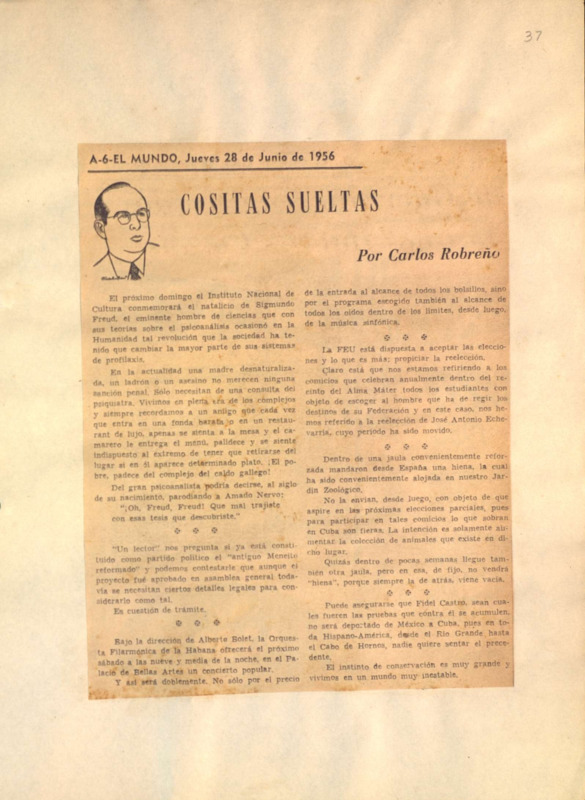 37
A-6-EL MUNDO, Jueves 28 de Junio de 1956
COSITAS SUELTAS
Por Carlos Robreño
El próximo domingo el Instituto Nacional de
Cultura conmemorará el natalicio de Sigmundo
Freud, el eminente hombre de ciencias que con
sus teorías sobre el psicoanálisis ocasionó en la
Humanidad tal revolución que la sociedad ha te-
nido que cambiar la mayor parte de sus sistemas
de profilaxis.
En la actualidad una madre desnaturaliza-
da, un ladrón o un asesino no merecen ninguna
sanción penal. Sólo necesitan de una consulta del
psiquiatra. Vivimos en plena era de los complejos
y siempre recordamos a un amigo que cada vez
que entra en una fonda barata o en un restau-
rant de lujo, apenas se sienta a la mesa y el ca-
marero le entrega el menú, palidece y se siente
indispuesto al extremo de tener que retirarse del
lugar si en él aparece determinado plato. ¡El po-
bre, padece del complejo del caldo gallego!
Del gran psicoanalista podría decirse, al siglo
de su nacimiento, parodiando a Amado Nervo:
"¡Oh, Freud, Freud! Que mal trajiste
con esas tesis que descubriste."
"Un lector" nos pregunta si ya está consti-
tuido como partido político el "antiguo Menelto
reformado" y podemos contestarle que aunque el
proyecto fué aprobado en asamblea general toda-
vía se necesitan ciertos detalles legales para con-
siderarlo como tal.
Es cuestión de trámite.
Bajo la dirección de Alberto Bolet, la Orques-
ta Filarmónica de la Habana ofrecerá el próximo
sábado a las nueve y media de la noche, en el Pa-
lacio de Bellas Artes un concierto popular.
Y así será doblemente. No sólo por el precio
de la entrada al alcance de todos los bolsillos, sino
por el programa escogido también al alcance de
todos los oídos dentro de los límites, desde luego,
de la música sinfónica.
La FEU está dispuesta a aceptar las eleccio-
nes y lo que es más; propiciar la reelección.
Claro está que nos estamos refiriendo a los
comicios que celebran anualmente dentro del re-
cinto del Alma Máter todos los estudiantes con
objeto de escoger al hombre que ha de regir los
destinos de su Federación y en este caso, nos he-
mos referido a la reelección de José Antonio Eche-
varría, cuyo período ha sido movido.
Dentro de una jaula convenientemente refor-
zada mandaron desde España una hiena, la cual
ha sido convenientemente alojada en nuestro Jar-
dín Zoológico.
No la envían, desde luego, con objeto de que
aspire en las próximas elecciones parciales, pues
para participar en tales comicios lo que sobran
en Cuba son fieras. La intención es solamente au-
mentar la colección de animales que existe en di-
cho lugar.
Quizás dentro de pocas semanas llegue tam-
bién otra jaula, pero en esa, de fijo, no vendrá
"hiena", porque siempre la de atrás, viene vacía.
Puede asegurarse que Fidel Castro, sean cua-
les fueren las pruebas que contra él se acumulen,
no será deportado de México a Cuba, pues en to-
da Hispano-América, desde el Río Grande hasta
el Cabo de Hornos, nadie quiere sentar el prece-
dente.
El instinto de conservación es muy grande y
vivimos en un mundo muy inestable.